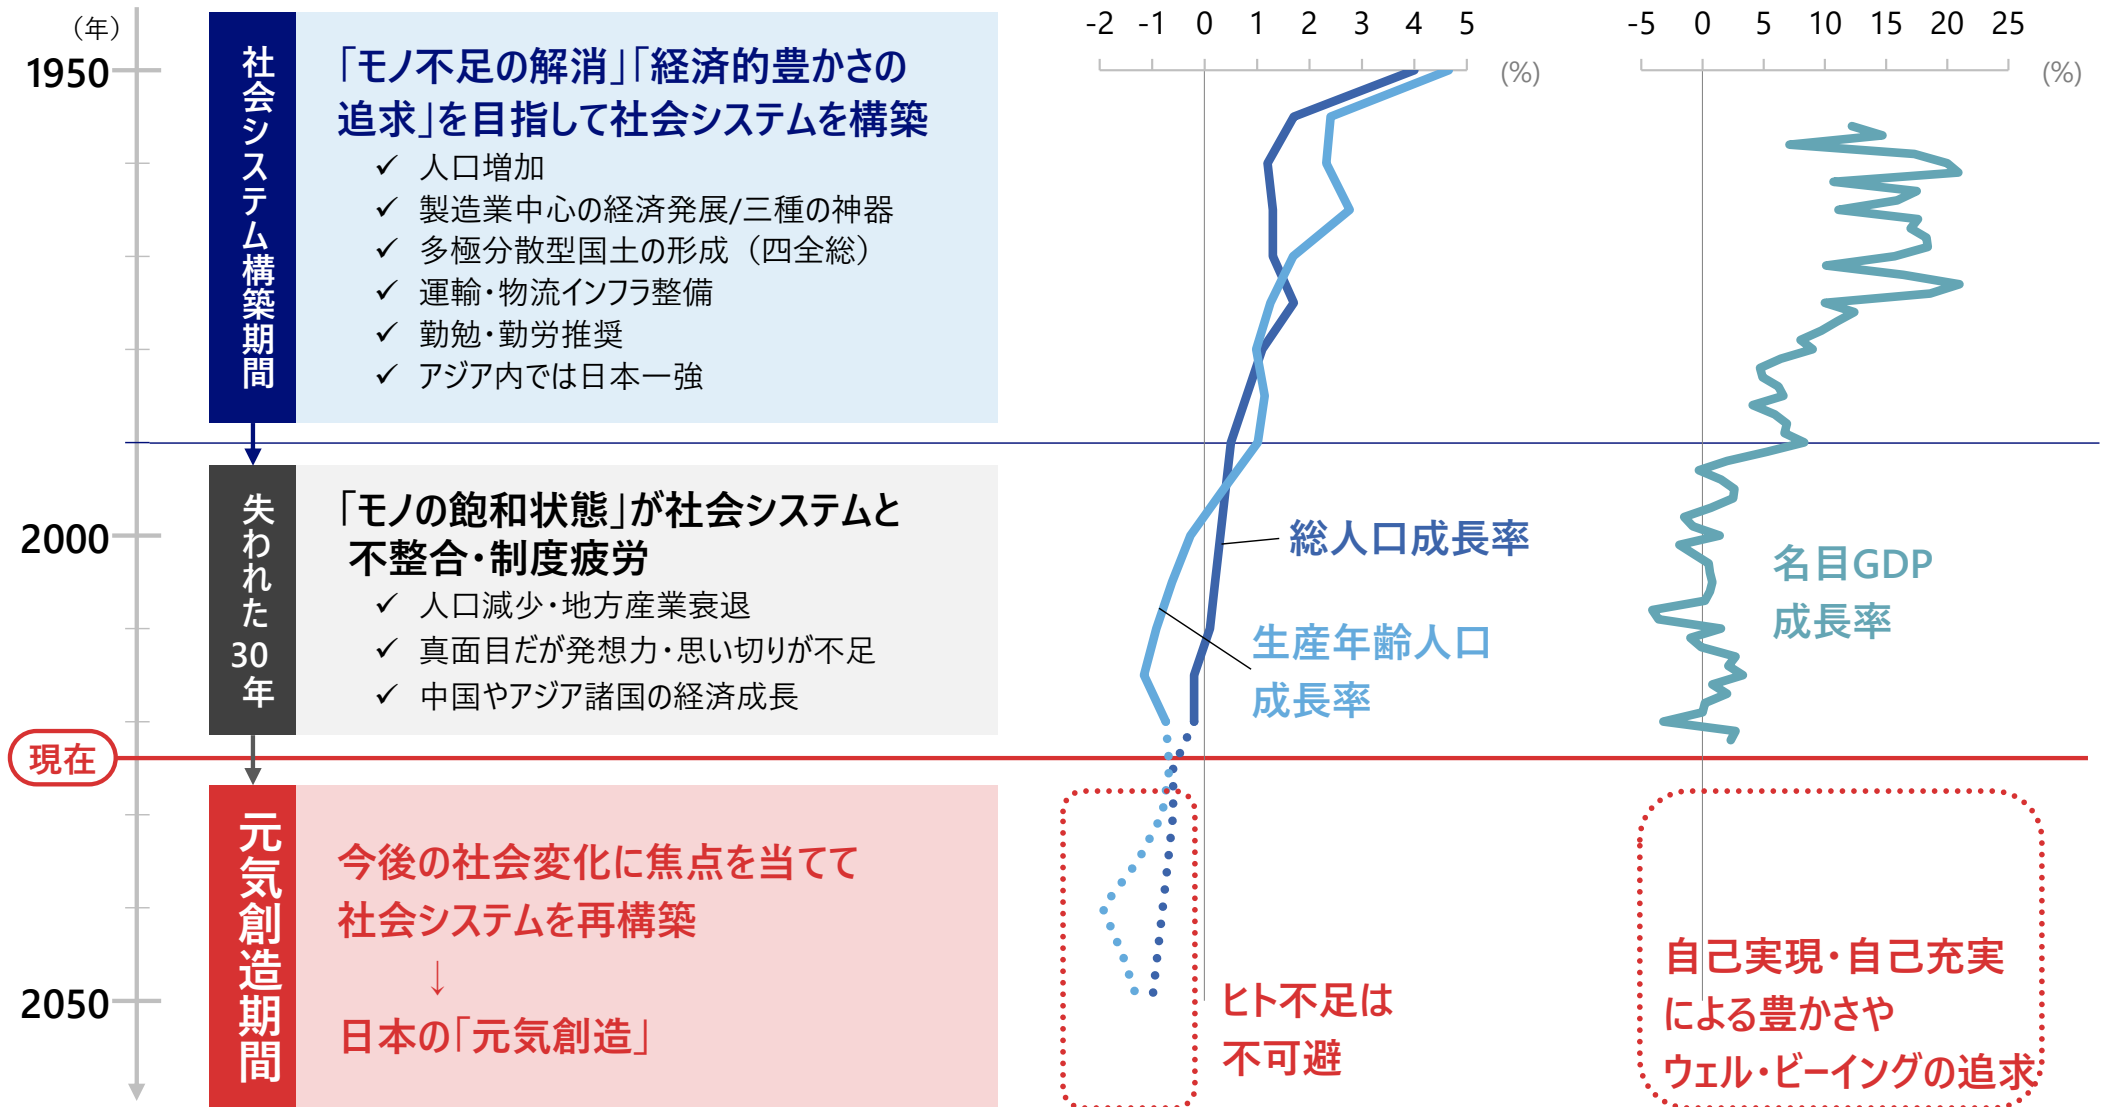 （年）
1950
2000
現在
2050
社会システム構築期間
「モノ不足の解消」「経済的豊かさの
追求」を目指して社会システムを構築
✓ 人口増加
✓ 製造業中心の経済発展/三種の神器
✓ 多極分散型国土の形成（四全総）
✓ 運輸・物流インフラ整備
✓ 勤勉・勤労推奨
✓ アジア内では日本一強
失われた30年
「モノの飽和状態」が社会システムと
不整合・制度疲労
✓ 人口減少・地方産業衰退
✓ 真面目だが発想力・思い切りが不足
✓ 中国やアジア諸国の経済成長
元気創造期間
今後の社会変化に焦点を当てて
社会システムを再構築
↓
日本の「元気創造」
-2 -1 0 1 2 3 4 5
(%)
総人口成長率
生産年齢人口
成長率
ヒト不足は
不可避
-5 0 5 10 15 20 25
(%)
名目GDP
成長率
自己実現・自己充実
による豊かさや
ウェル・ビーイングの追求